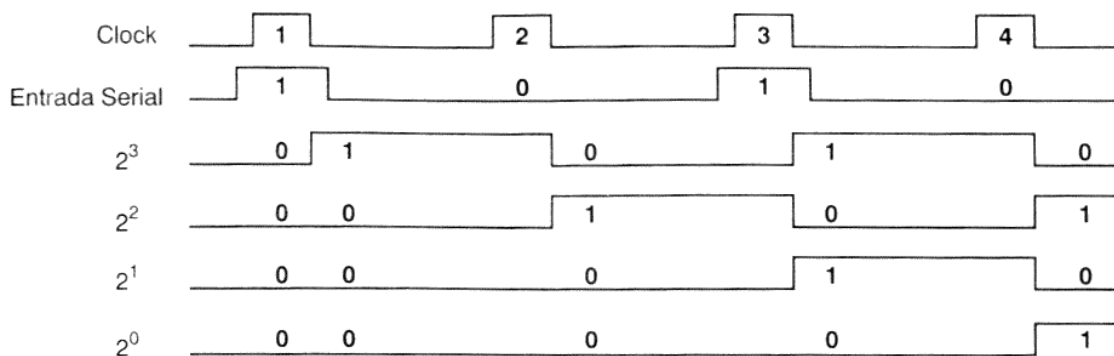 Clock 1 2 3 4
Entrada Serial 1 0 1 0
2³ 0 1 0 1 0
2² 0 0 1 0 1
2¹ 0 0 0 1 0
2⁰ 0 0 0 0 1